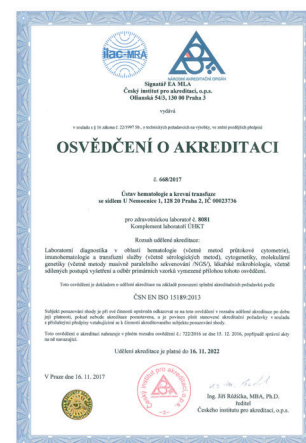 ilac-MRA
NÁRODNÍ AKREDITAČNÍ ORGÁN
Signatář EA MLA
Český institut pro akreditaci, o.p.s.
Olšanská 54/3, 130 00 Praha 3
vydává
v souladu s § 16 zákona č. 22/1997 Sb., o technických požadavcích na výrobky, ve znění pozdějších předpisů
OSVĚDČENÍ O AKREDITACI
č. 668/2017
Ústav hematologie a krevní transfuze
se sídlem U Nemocnice 1, 128 20 Praha 2, IČ 00023736
pro zdravotnickou laboratoř č. 8081
Komplement laboratoří ÚHKT
Rozsah udělené akreditace:
Laboratorní diagnostika v oblasti hematologie (včetně metod průtokové cytometrie),
imunohematologie a transfuzní služby (včetně sérologických metod), cytogenetiky, molekulární
genetiky (včetně metody masivně paralelního sekvenování /NGS/), lékařské mikrobiologie, včetně
sdílených postupů vyšetření a odběr primárních vzorků vymezené přílohou tohoto osvědčení.
Toto osvědčení je dokladem o udělení akreditace na základě posouzení splnění akreditačních požadavků podle
ČSN EN ISO 15189:2013
Subjekt posuzování shody je při své činnosti oprávněn odkazovat se na toto osvědčení v rozsahu udělené akreditace po dobu
její platnosti, pokud nebude akreditace pozastavena, a je povinen plnit stanovené akreditační požadavky v souladu
s příslušnými předpisy vztahujícími se k činnosti akreditovaného subjektu posuzování shody.
Toto osvědčení o akreditaci nahrazuje v plném rozsahu osvědčení č.: 722/2016 ze dne 15. 12. 2016, popřípadě správní akty
na ně navazující.
Udělení akreditace je platné do 16. 11. 2022
V Praze dne 16. 11. 2017
Český institut pro akreditaci, o.p.s.
Ing. Jiří Růžička, MBA, Ph.D.
ředitel
Českého institutu pro akreditaci, o.p.s.